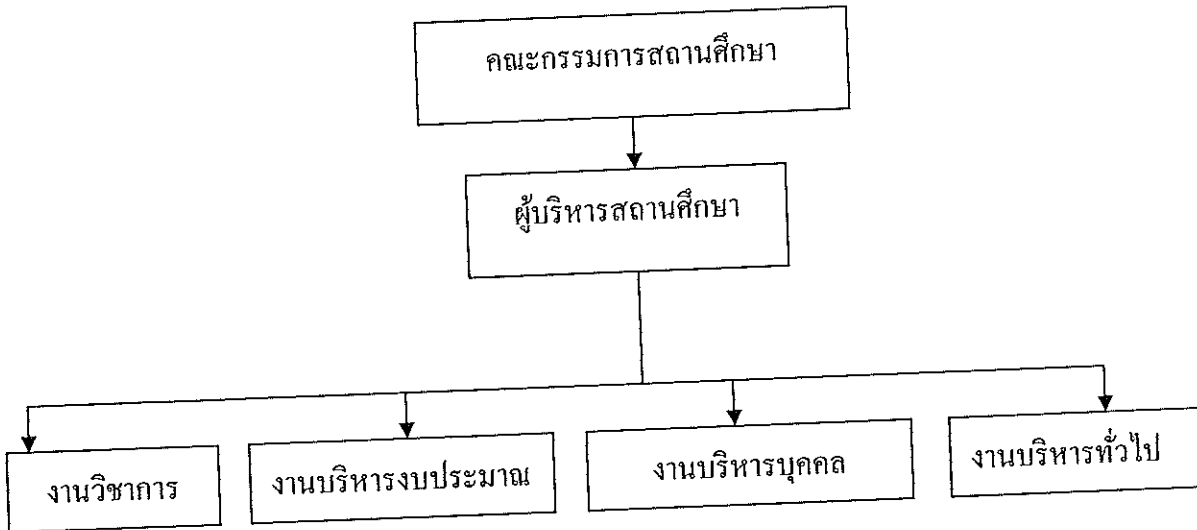 คณะกรรมการสถานศึกษา
ผู้บริหารสถานศึกษา
งานวิชาการ
งานบริหารงบประมาณ
งานบริหารบุคคล
งานบริหารทั่วไป